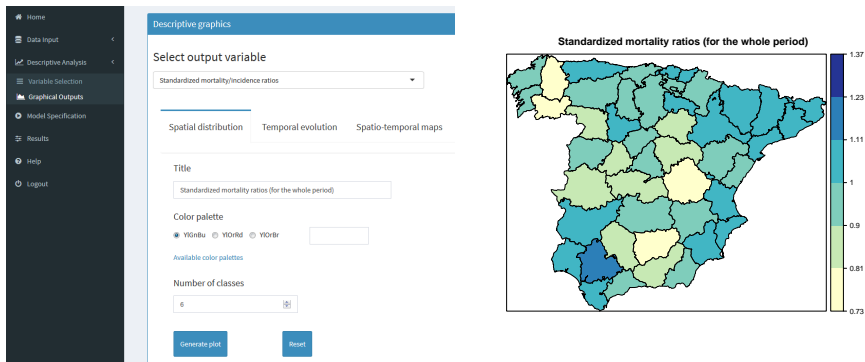 Home
Data Input
Descriptive Analysis
Variable Selection
Graphical Outputs
Model Specification
Results
Help
Logout
Descriptive graphics
Select output variable
Standardized mortality/incidence ratios
Spatial distribution Temporal evolution Spatio-temporal maps
Title
Standardized mortality ratios (for the whole period)
Color palette
YlGnBu YlOrRd YlOrBr
Available color palettes
Number of classes
6
Generate plot Reset
Standardized mortality ratios (for the whole period)
1.37
1.23
1.11
1
0.9
0.81
0.73